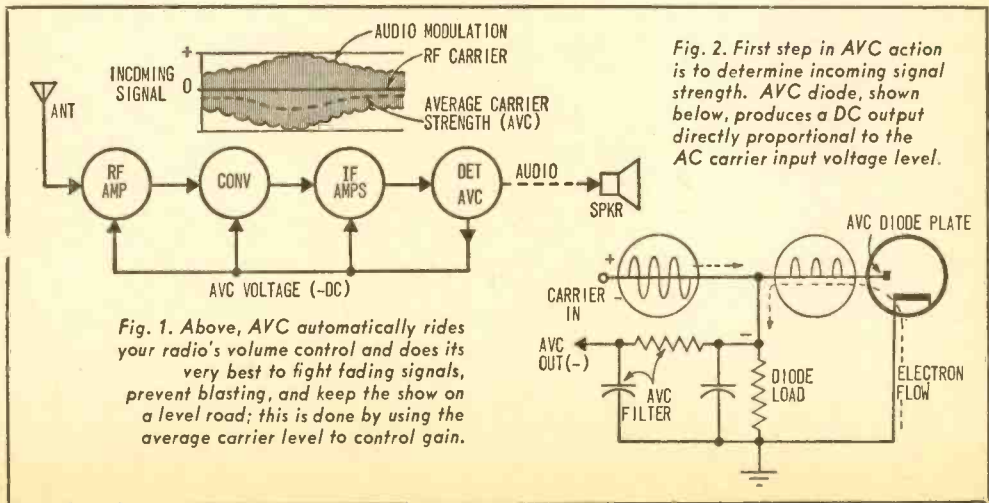 AUDIO MODULATION
RF CARRIER
+
INCOMING
SIGNAL
0
AVERAGE CARRIER
STRENGTH (AVC)
ANT
RF
AMP
CONV
IF
AMPS
DET
AVC
AUDIO
SPKR
AVC VOLTAGE (-DC)
Fig. 1. Above, AVC automatically rides
your radio's volume control and does its
very best to fight fading signals,
prevent blasting, and keep the show on
a level road; this is done by using the
average carrier level to control gain.
Fig. 2. First step in AVC action
is to determine incoming signal
strength. AVC diode, shown
below, produces a DC output
directly proportional to the
AC carrier input voltage level.
AVC DIODE PLATE
+
-
CARRIER
IN
AVC
OUT(-)
-
AVC
FILTER
DIODE
LOAD
ELECTRON
FLOW